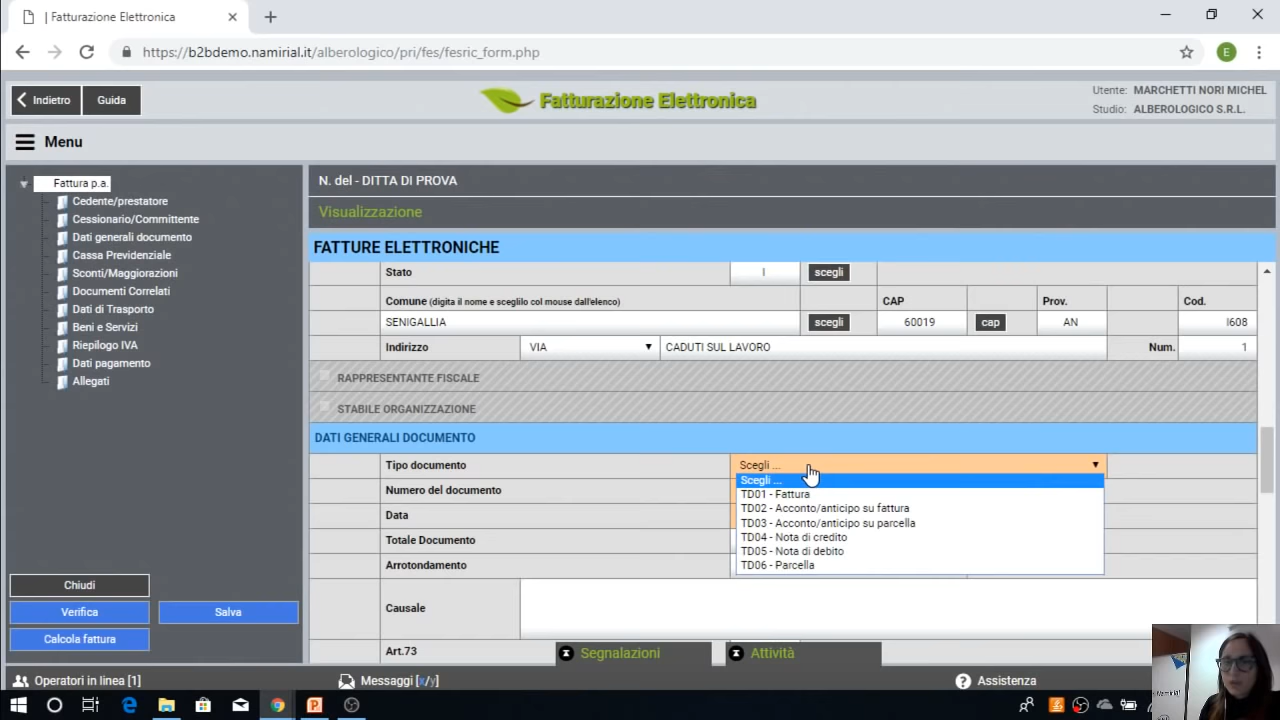 | Fatturazione Elettronica
https://b2bdemo.namirial.it/alberologico/pri/fes/fesric_form.php
E
Indietro
Guida
Fatturazione Elettronica
Utente: MARCHETTI NORI MICHEL
Studio: ALBEROLOGICO S.R.L.
Menu
Fattura p.a.
Cedente/prestatore
Cessionario/Committente
Dati generali documento
Cassa Previdenziale
Sconti/Maggiorazioni
Documenti Correlati
Dati di Trasporto
Beni e Servizi
Riepilogo IVA
Dati pagamento
Allegati
Chiudi
Verifica
Salva
Calcola fattura
N. del - DITTA DI PROVA
Visualizzazione
FATTURE ELETTRONICHE
Stato I scegli
Comune (digita il nome e sceglilo col mouse dall'elenco) CAP Prov. Cod.
SENIGALLIA scegli 60019 cap AN I608
Indirizzo VIA CADUTI SUL LAVORO Num. 1
RAPPRESENTANTE FISCALE
STABILE ORGANIZZAZIONE
DATI GENERALI DOCUMENTO
Tipo documento Scegli ...
Numero del documento
Data
Totale Documento
Arrotondamento
Scegli ...
TD01 - Fattura
TD02 - Acconto/anticipo su fattura
TD03 - Acconto/anticipo su parcella
TD04 - Nota di credito
TD05 - Nota di debito
TD06 - Parcella
Causale
Art.73
Segnalazioni
Attività
Operatori in linea [1]
Messaggi [x/y]
Assistenza
Namirial